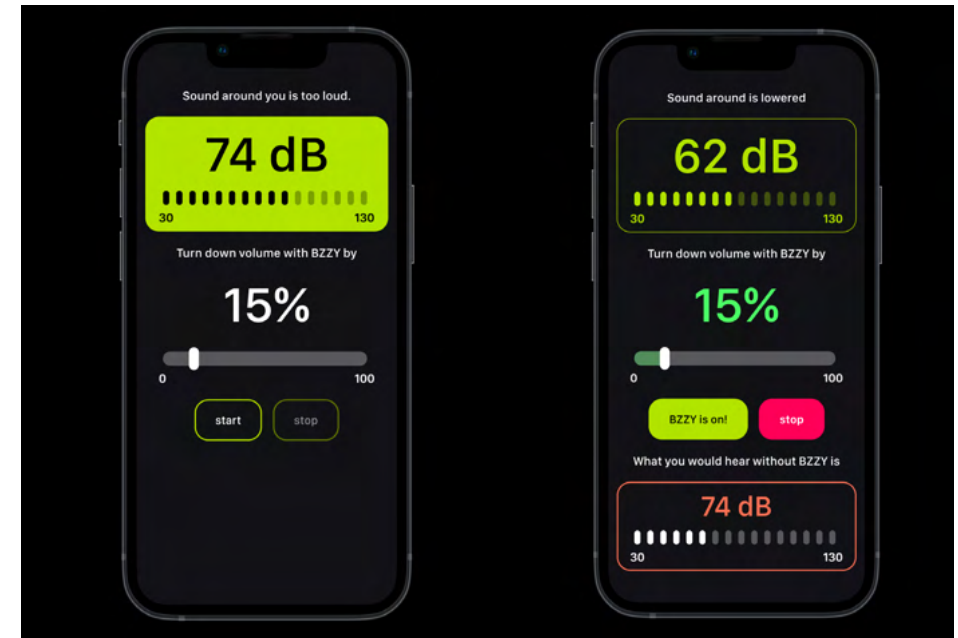 Sound around you is too loud.
74 dB
30 130
Turn down volume with BZZY by
15%
0 100
start stop
Sound around is lowered
62 dB
30 130
Turn down volume with BZZY by
15%
0 100
BZZY is on! stop
What you would hear without BZZY is
74 dB
30 130